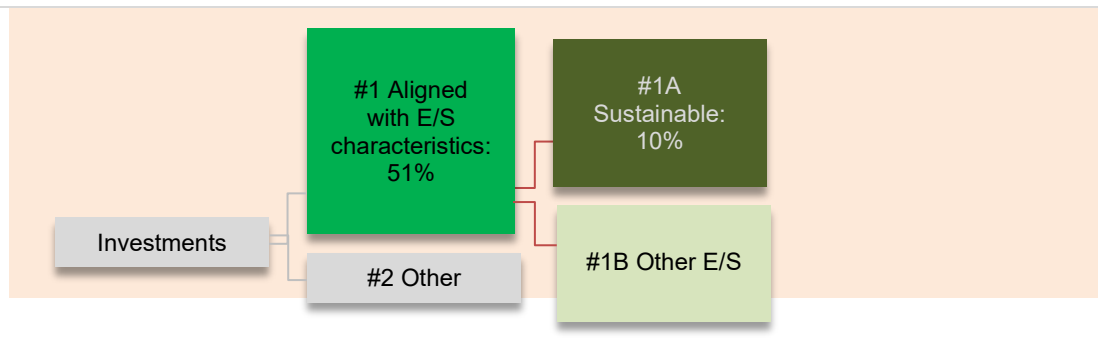 #1 Aligned
with E/S
characteristics:
51%
#1A
Sustainable:
10%
Investments
#2 Other
#1B Other E/S